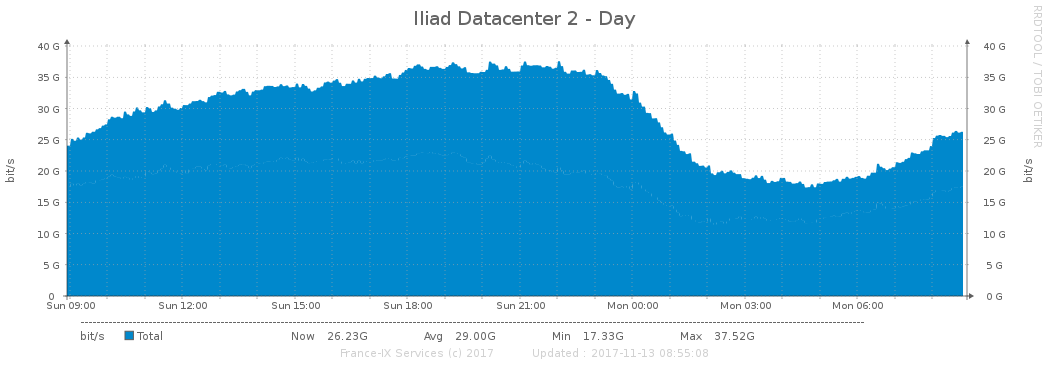 Iliad Datacenter 2 - Day
RRDTOOL / TOBI OETIKER
bit/s
40 G 40 G
35 G 35 G
30 G 30 G
25 G 25 G
20 G 20 G
15 G 15 G
10 G 10 G
5 G 5 G
0 0 G
bit/s
Sun 09:00 Sun 12:00 Sun 15:00 Sun 18:00 Sun 21:00 Mon 00:00 Mon 03:00 Mon 06:00
bit/s Total Now 26.23G Avg 29.00G Min 17.33G Max 37.52G
France-IX Services (c) 2017 Updated : 2017-11-13 08:55:08